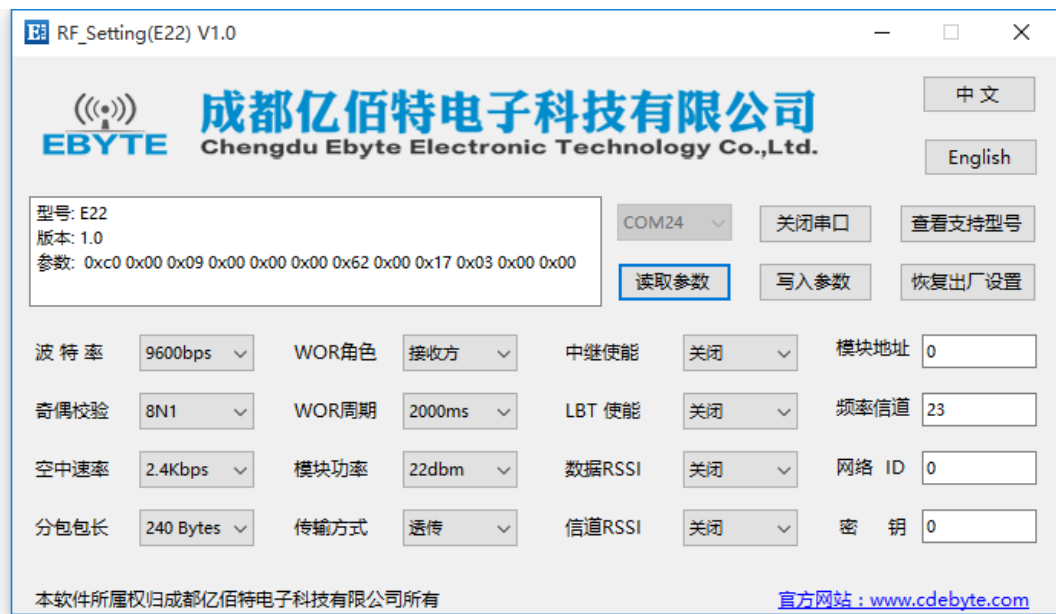 RF_Setting(E22) V1.0
EBYTE
成都亿佰特电子科技有限公司
Chengdu Ebyte Electronic Technology Co.,Ltd.
中 文
English
型号: E22
版本: 1.0
参数: 0xc0 0x00 0x09 0x00 0x00 0x00 0x62 0x00 0x17 0x03 0x00 0x00
COM24 关闭串口 查看支持型号
读取参数 写入参数 恢复出厂设置
波 特 率 9600bps WOR角色 接收方 中继使能 关闭 模块地址 0
奇偶校验 8N1 WOR周期 2000ms LBT 使能 关闭 频率信道 23
空中速率 2.4Kbps 模块功率 22dbm 数据RSSI 关闭 网络 ID 0
分包包长 240 Bytes 传输方式 透传 信道RSSI 关闭 密 钥 0
本软件所属权归成都亿佰特电子科技有限公司所有 官方网站：www.cdebyte.com